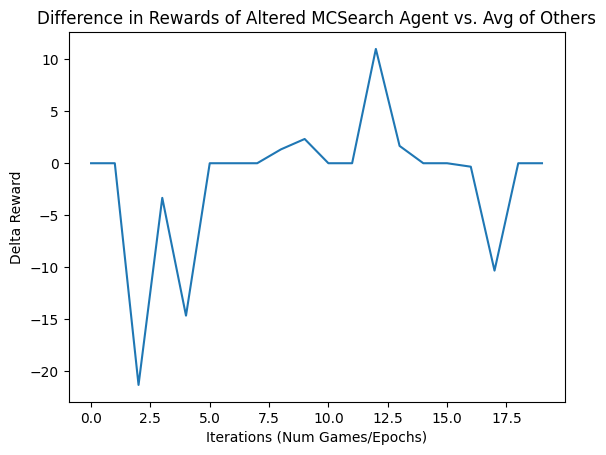 Difference in Rewards of Altered MCSearch Agent vs. Avg of Others
10
5
0
−5
−10
−15
−20
Delta Reward
0.0 2.5 5.0 7.5 10.0 12.5 15.0 17.5
Iterations (Num Games/Epochs)